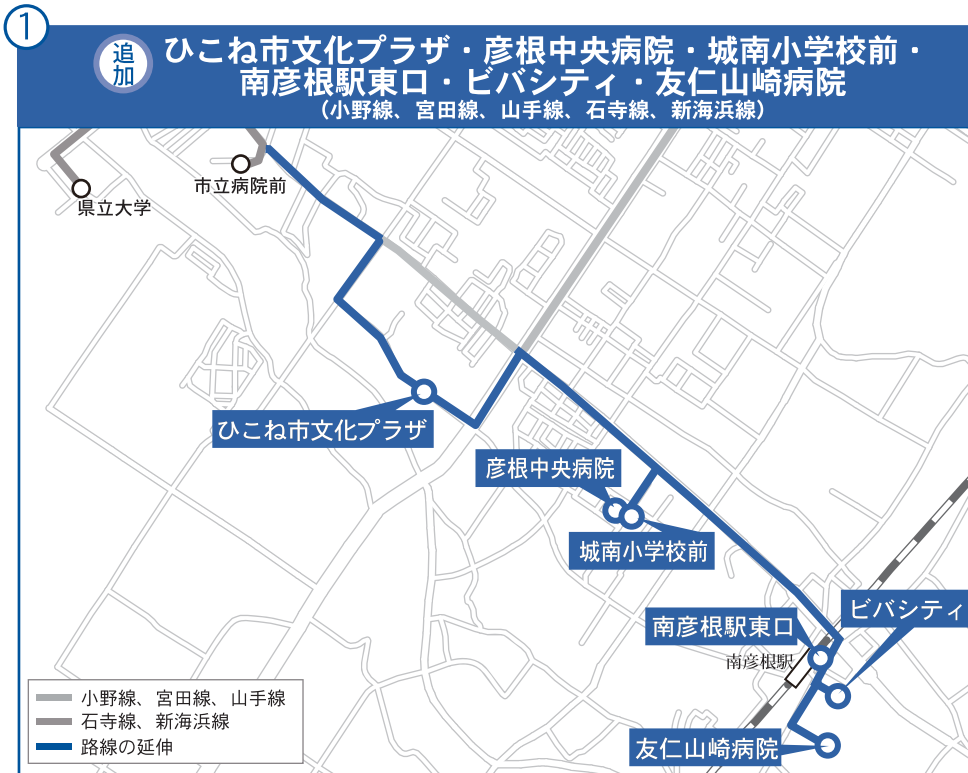 1
追加
ひこね市文化プラザ・彦根中央病院・城南小学校前・
南彦根駅東口・ビバシティ・友仁山崎病院
（小野線、宮田線、山手線、石寺線、新海浜線）
市立病院前
県立大学
ひこね市文化プラザ
彦根中央病院
城南小学校前
ビバシティ
南彦根駅東口
南彦根駅
友仁山崎病院
小野線、宮田線、山手線
石寺線、新海浜線
路線の延伸